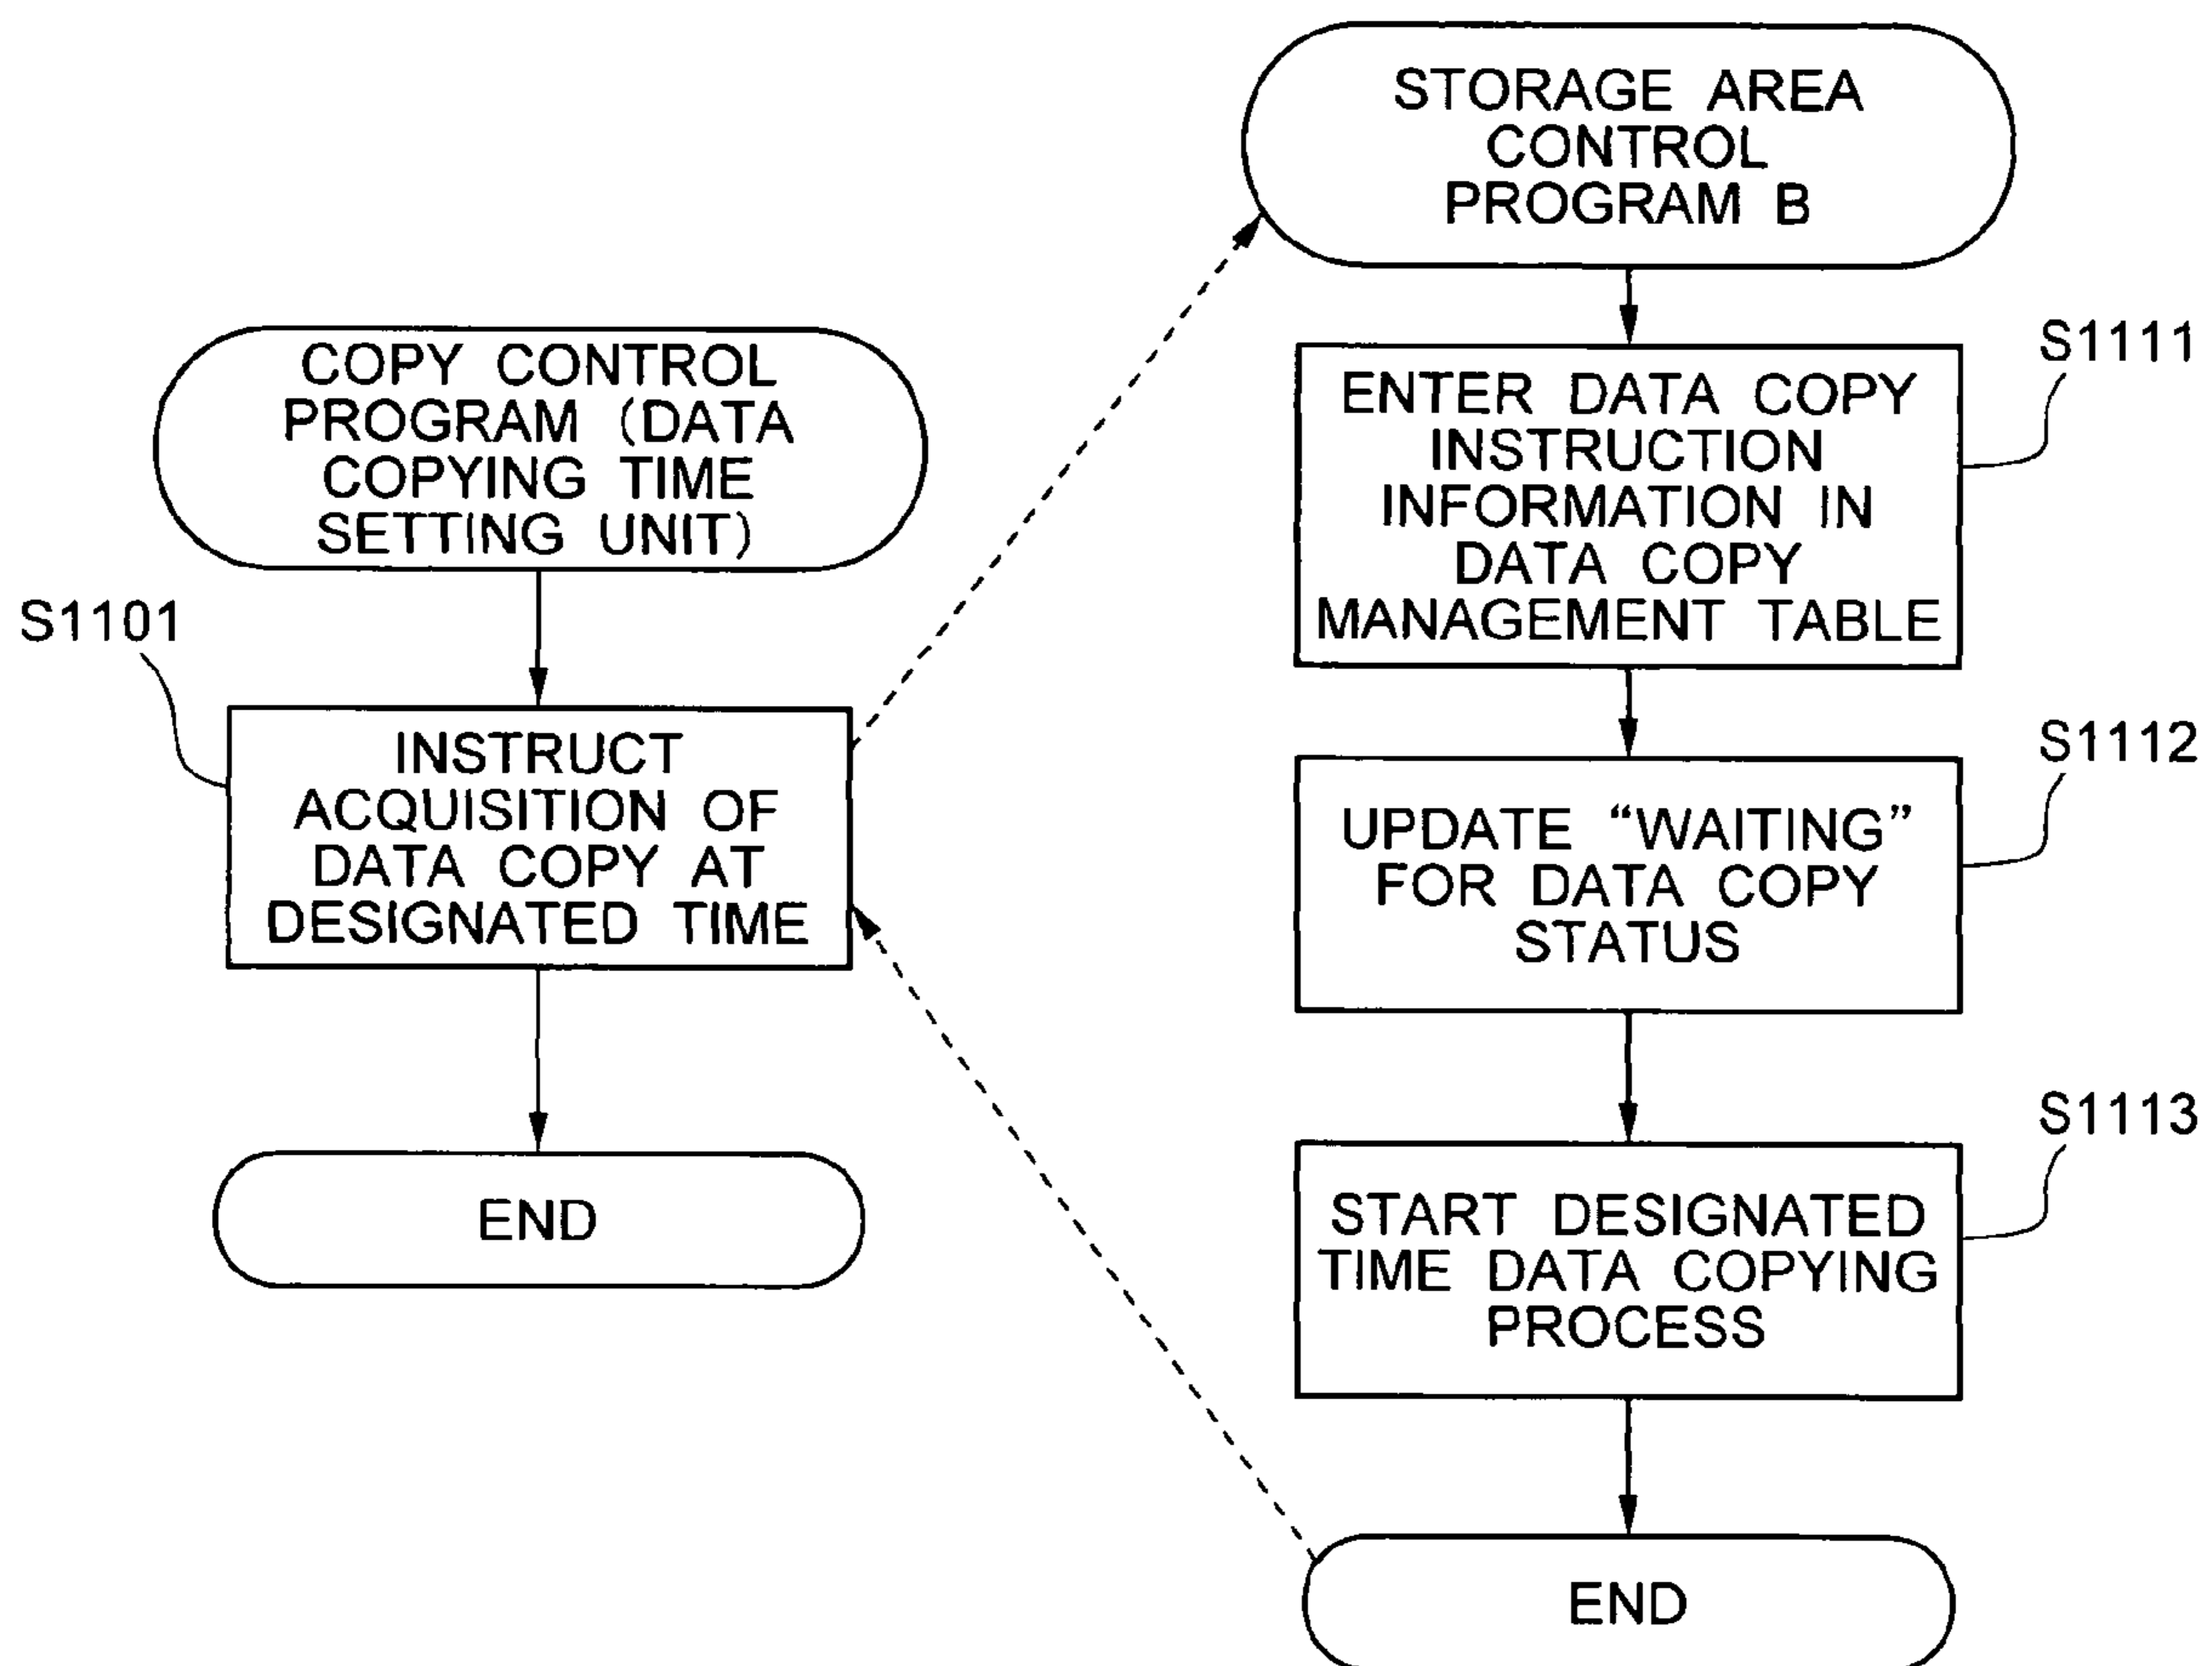 COPY CONTROL
PROGRAM (DATA
COPYING TIME
SETTING UNIT)
S1101
INSTRUCT
ACQUISITION OF
DATA COPY AT
DESIGNATED TIME
END
STORAGE AREA
CONTROL
PROGRAM B
S1111
ENTER DATA COPY
INSTRUCTION
INFORMATION IN
DATA COPY
MANAGEMENT TABLE
S1112
UPDATE “WAITING”
FOR DATA COPY
STATUS
S1113
START DESIGNATED
TIME DATA COPYING
PROCESS
END